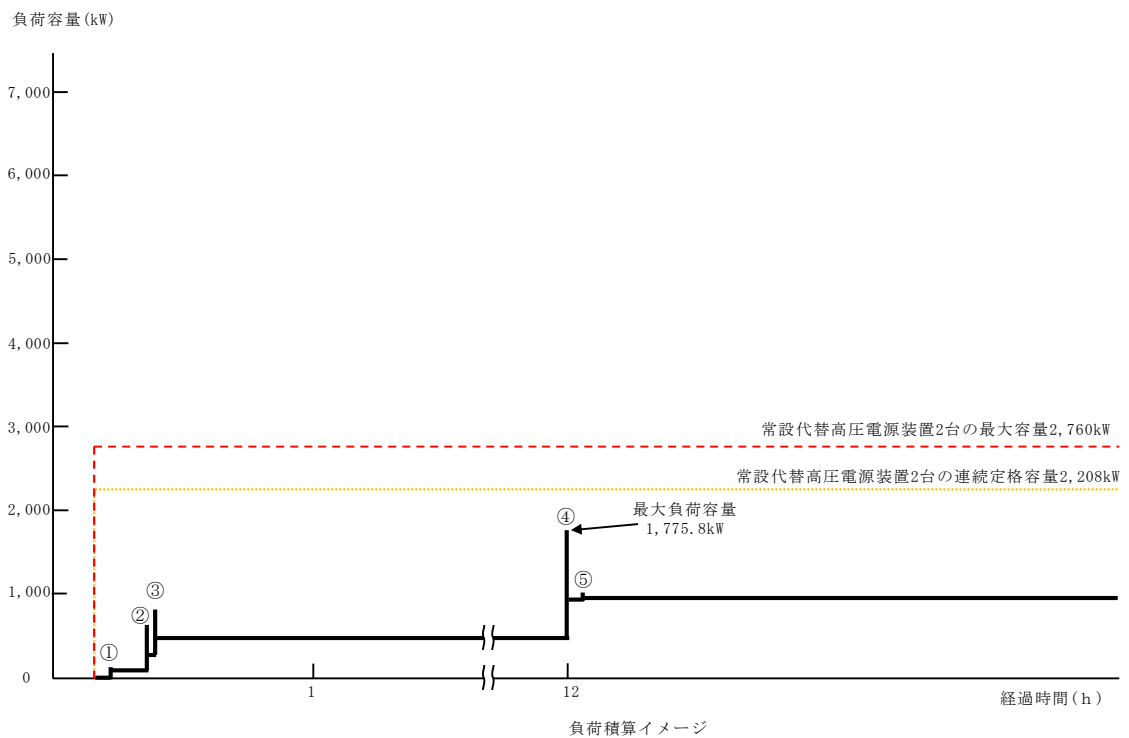 負荷容量(kW)
7,000
6,000
5,000
4,000
3,000
常設代替高圧電源装置2台の最大容量2,760kW
常設代替高圧電源装置2台の連続定格容量2,208kW
2,000
最大負荷容量
1,775.8kW
④
1,000
③
⑤
②
①
0
1
12
経過時間(h)
負荷積算イメージ